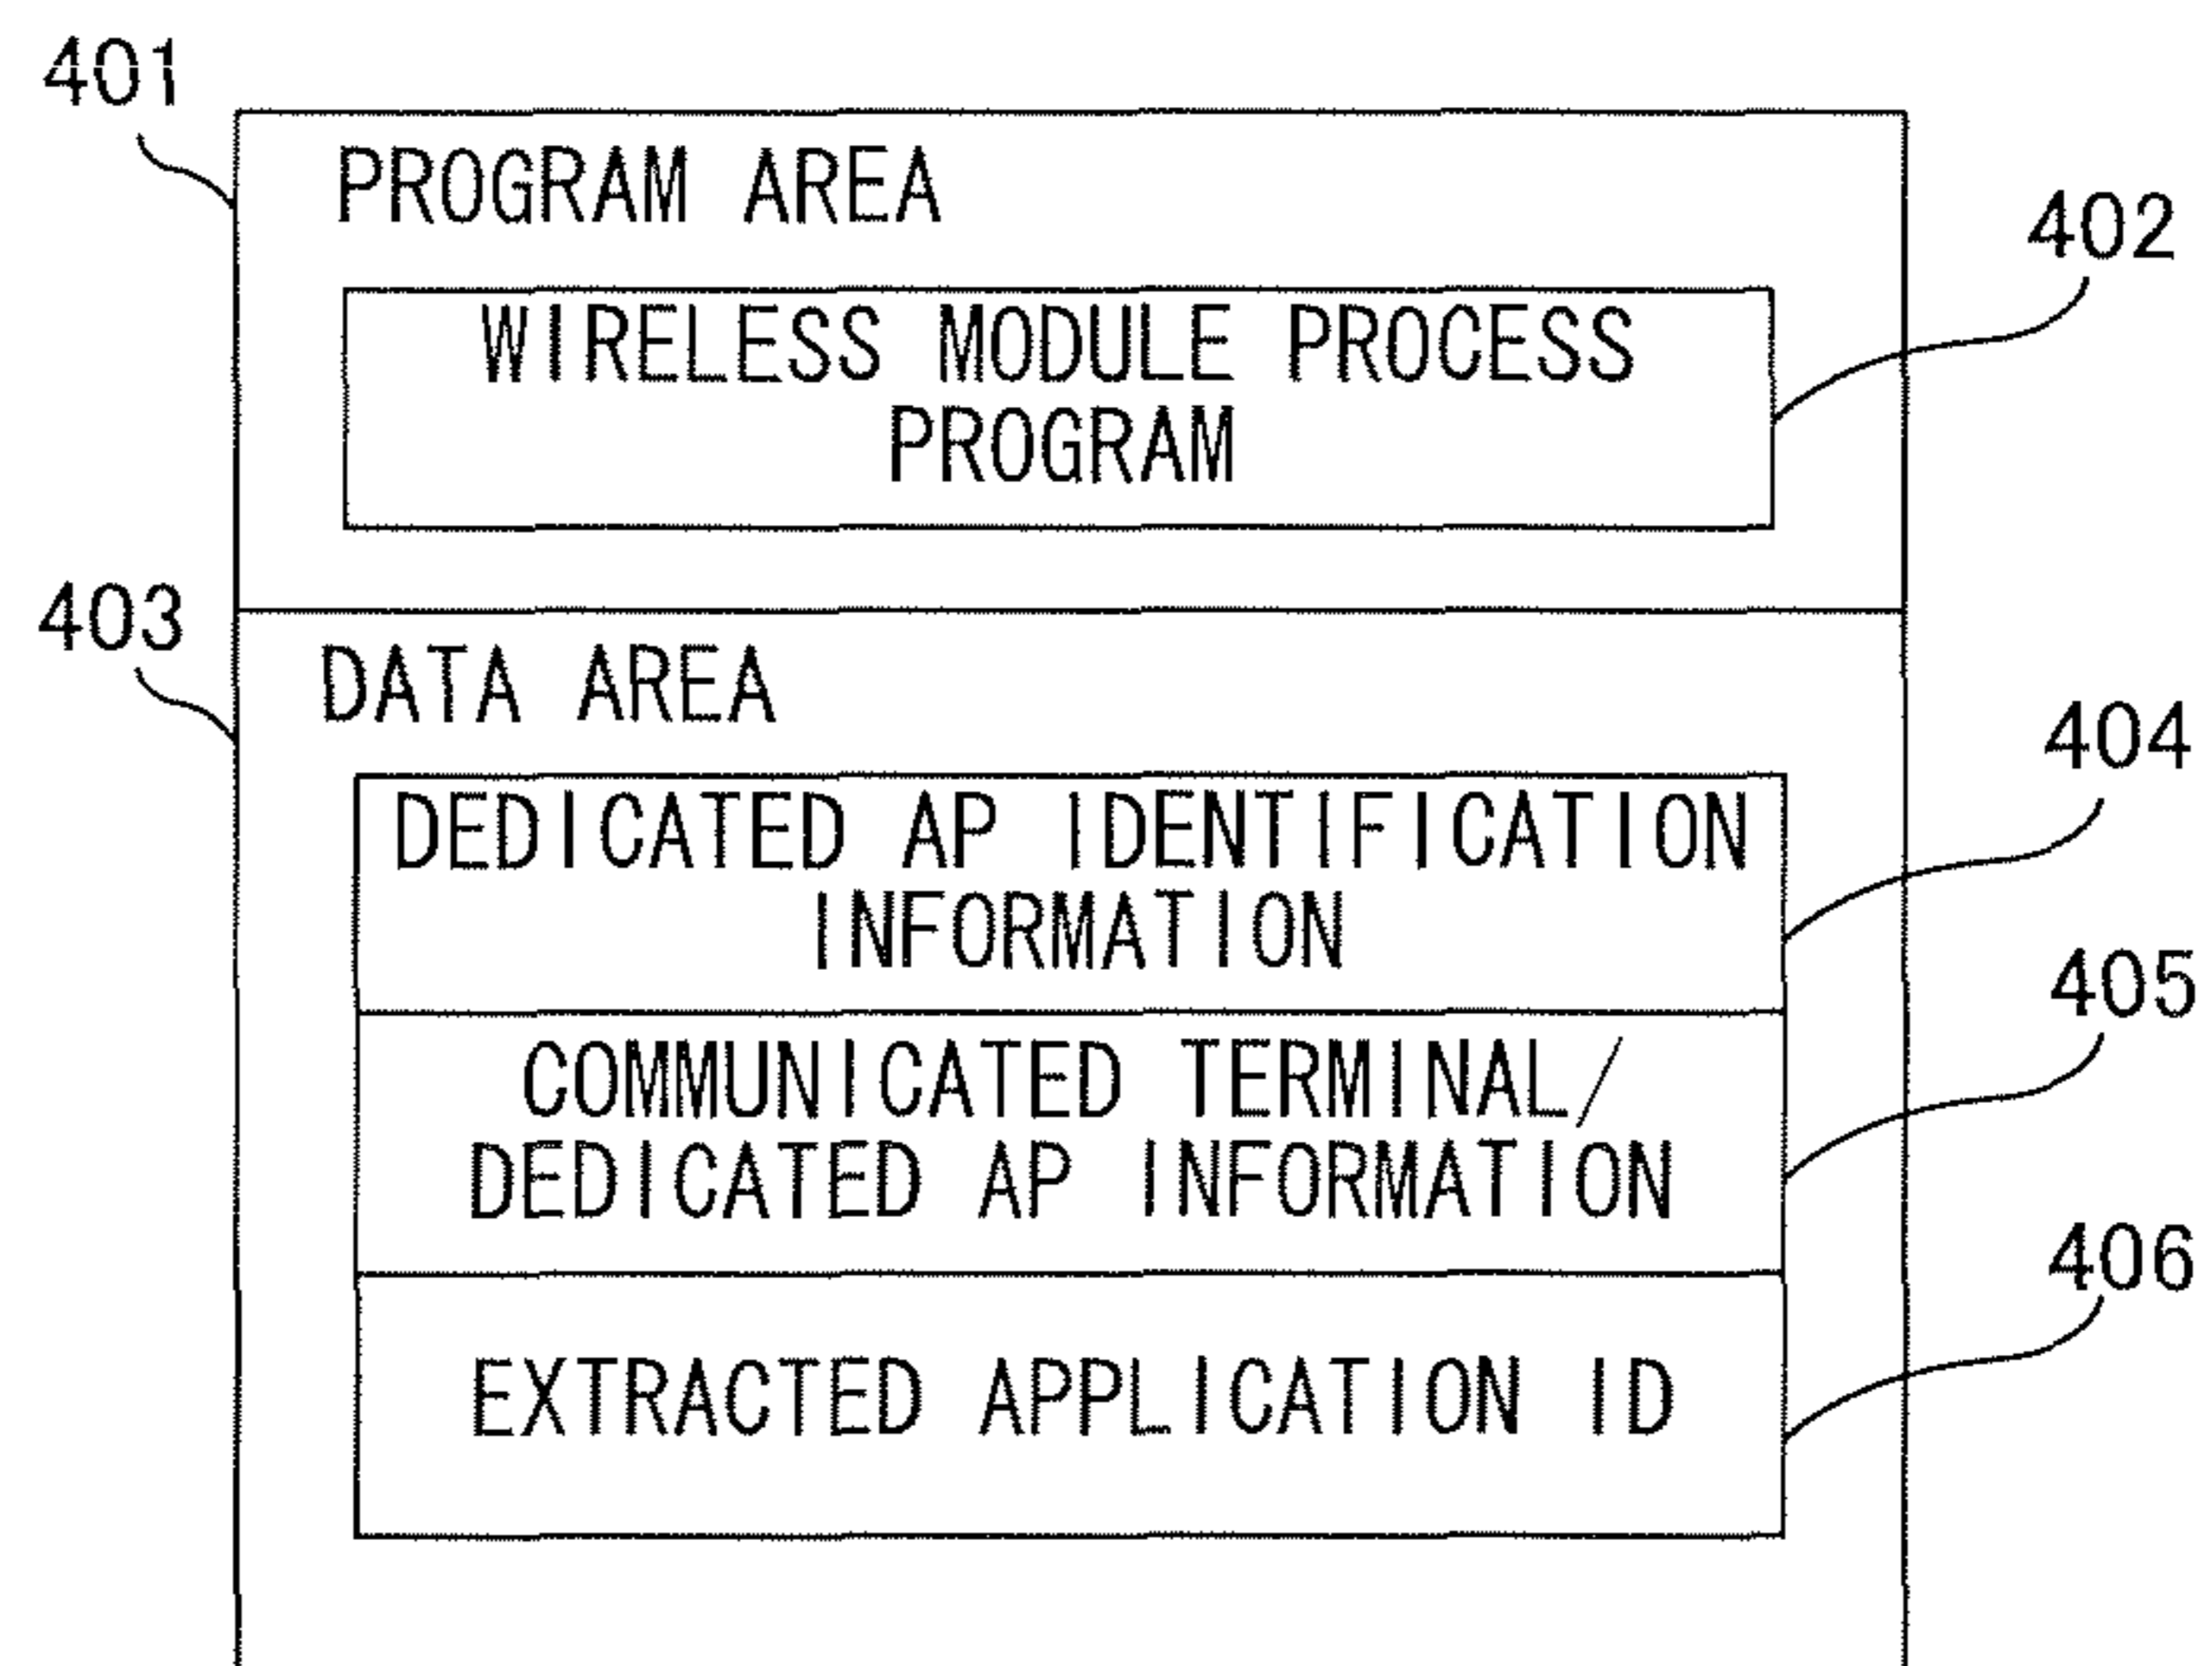 401
PROGRAM AREA
402
WIRELESS MODULE PROCESS
PROGRAM
403
DATA AREA
404
DEDICATED AP IDENTIFICATION
INFORMATION
405
COMMUNICATED TERMINAL/
DEDICATED AP INFORMATION
406
EXTRACTED APPLICATION ID